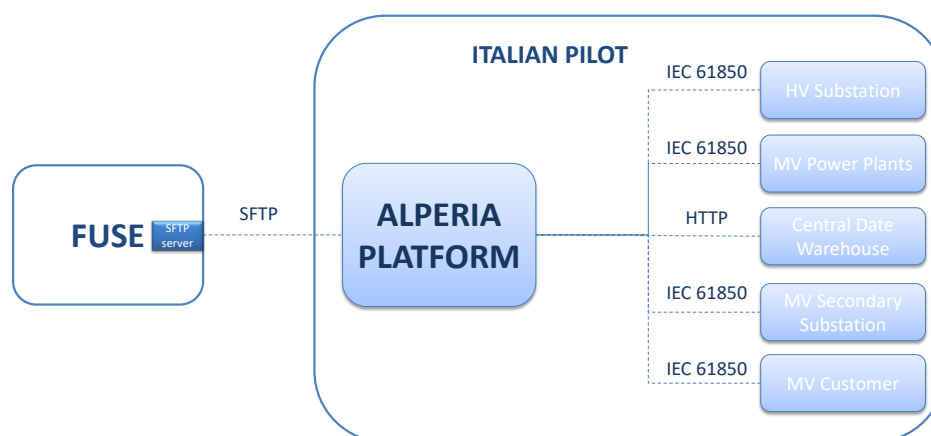 ITALIAN PILOT
IEC 61850
HV Substation
IEC 61850
MV Power Plants
FUSE
SFTP
server
SFTP
ALPERIA
PLATFORM
HTTP
Central Date
Warehouse
IEC 61850
MV Secondary
Substation
IEC 61850
MV Customer